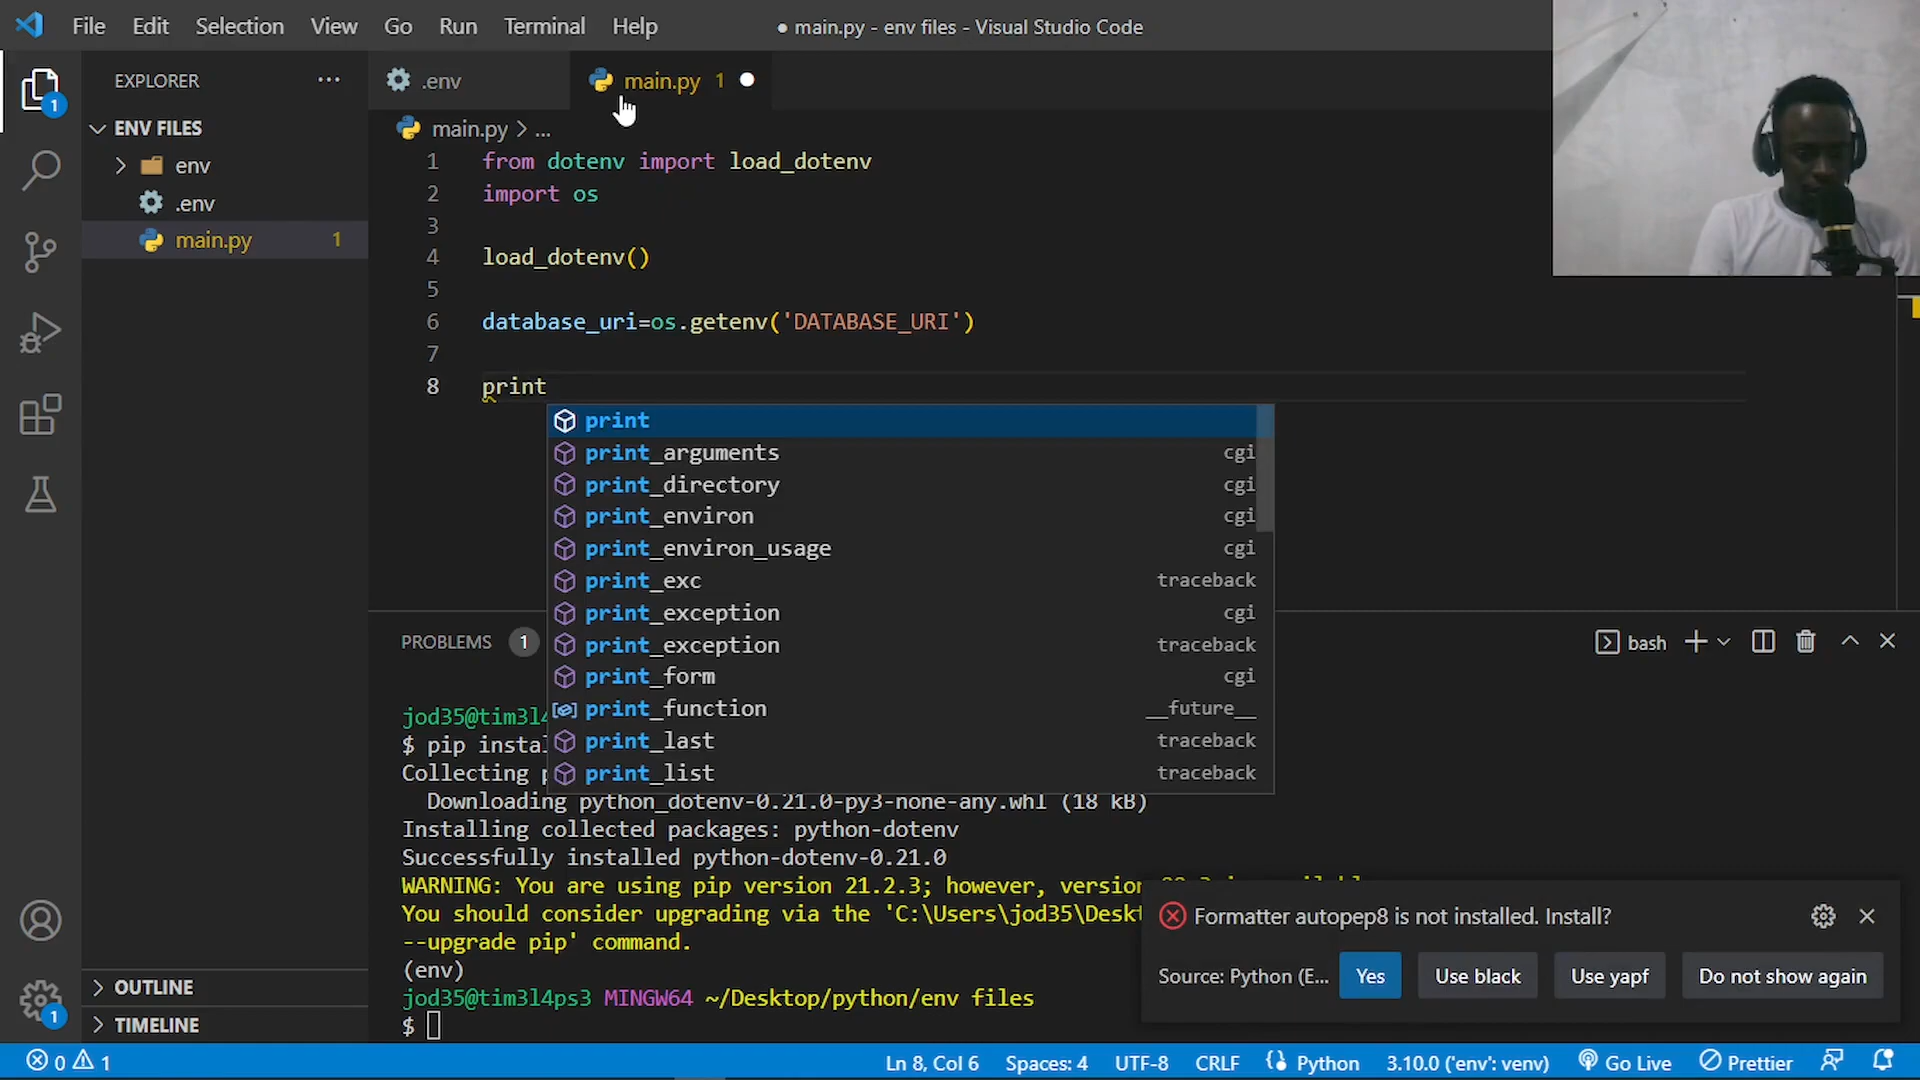 File Edit Selection View Go Run Terminal Help
● main.py - env files - Visual Studio Code
EXPLORER
.env
main.py 1
ENV FILES
env
.env
main.py 1
main.py > ...
1 from dotenv import load_dotenv
2 import os
3
4 load_dotenv()
5
6 database_uri=os.getenv('DATABASE_URI')
7
8 print
print
print_arguments cgi
print_directory cgi
print_environ cgi
print_environ_usage cgi
print_exc traceback
print_exception cgi
print_exception traceback
print_form cgi
print_function __future__
print_last traceback
print_list traceback
PROBLEMS 1
bash
jod35@tim3l4
$ pip instal
Collecting p
Downloading python_dotenv-0.21.0-py3-none-any.whl (18 kB)
Installing collected packages: python-dotenv
Successfully installed python-dotenv-0.21.0
WARNING: You are using pip version 21.2.3; however, version
You should consider upgrading via the 'C:\Users\jod35\Deskt
--upgrade pip' command.
(env)
jod35@tim3l4ps3 MINGW64 ~/Desktop/python/env files
$
Formatter autopep8 is not installed. Install?
Source: Python (E... Yes Use black Use yapf Do not show again
OUTLINE
TIMELINE
1
1
0 1
Ln 8, Col 6 Spaces: 4 UTF-8 CRLF Python 3.10.0 ('env': venv) Go Live Prettier